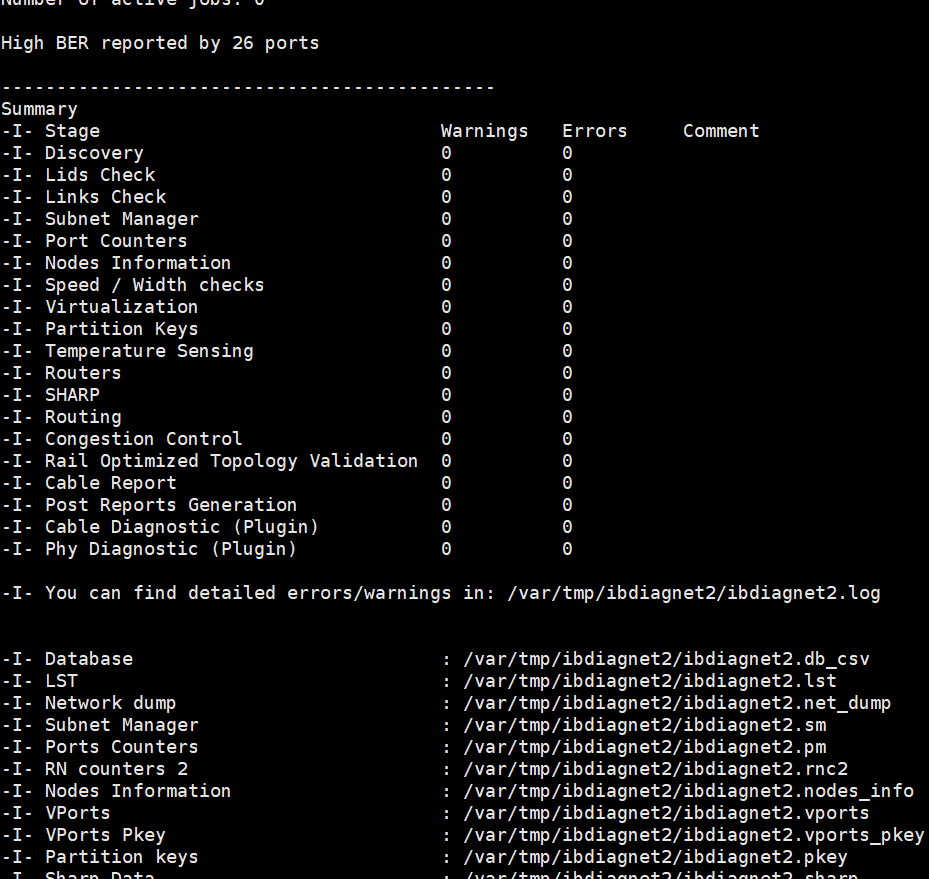 Number of active jobs: 0
High BER reported by 26 ports
---------------------------------------------
Summary
-I- Stage Warnings Errors Comment
-I- Discovery 0 0
-I- Lids Check 0 0
-I- Links Check 0 0
-I- Subnet Manager 0 0
-I- Port Counters 0 0
-I- Nodes Information 0 0
-I- Speed / Width checks 0 0
-I- Virtualization 0 0
-I- Partition Keys 0 0
-I- Temperature Sensing 0 0
-I- Routers 0 0
-I- SHARP 0 0
-I- Routing 0 0
-I- Congestion Control 0 0
-I- Rail Optimized Topology Validation 0 0
-I- Cable Report 0 0
-I- Post Reports Generation 0 0
-I- Cable Diagnostic (Plugin) 0 0
-I- Phy Diagnostic (Plugin) 0 0
-I- You can find detailed errors/warnings in: /var/tmp/ibdiagnet2/ibdiagnet2.log
-I- Database : /var/tmp/ibdiagnet2/ibdiagnet2.db_csv
-I- LST : /var/tmp/ibdiagnet2/ibdiagnet2.lst
-I- Network dump : /var/tmp/ibdiagnet2/ibdiagnet2.net_dump
-I- Subnet Manager : /var/tmp/ibdiagnet2/ibdiagnet2.sm
-I- Ports Counters : /var/tmp/ibdiagnet2/ibdiagnet2.pm
-I- RN counters 2 : /var/tmp/ibdiagnet2/ibdiagnet2.rnc2
-I- Nodes Information : /var/tmp/ibdiagnet2/ibdiagnet2.nodes_info
-I- VPorts : /var/tmp/ibdiagnet2/ibdiagnet2.vports
-I- VPorts Pkey : /var/tmp/ibdiagnet2/ibdiagnet2.vports_pkey
-I- Partition keys : /var/tmp/ibdiagnet2/ibdiagnet2.pkey
-I- Sharp Data : /var/tmp/ibdiagnet2/ibdiagnet2.sharp